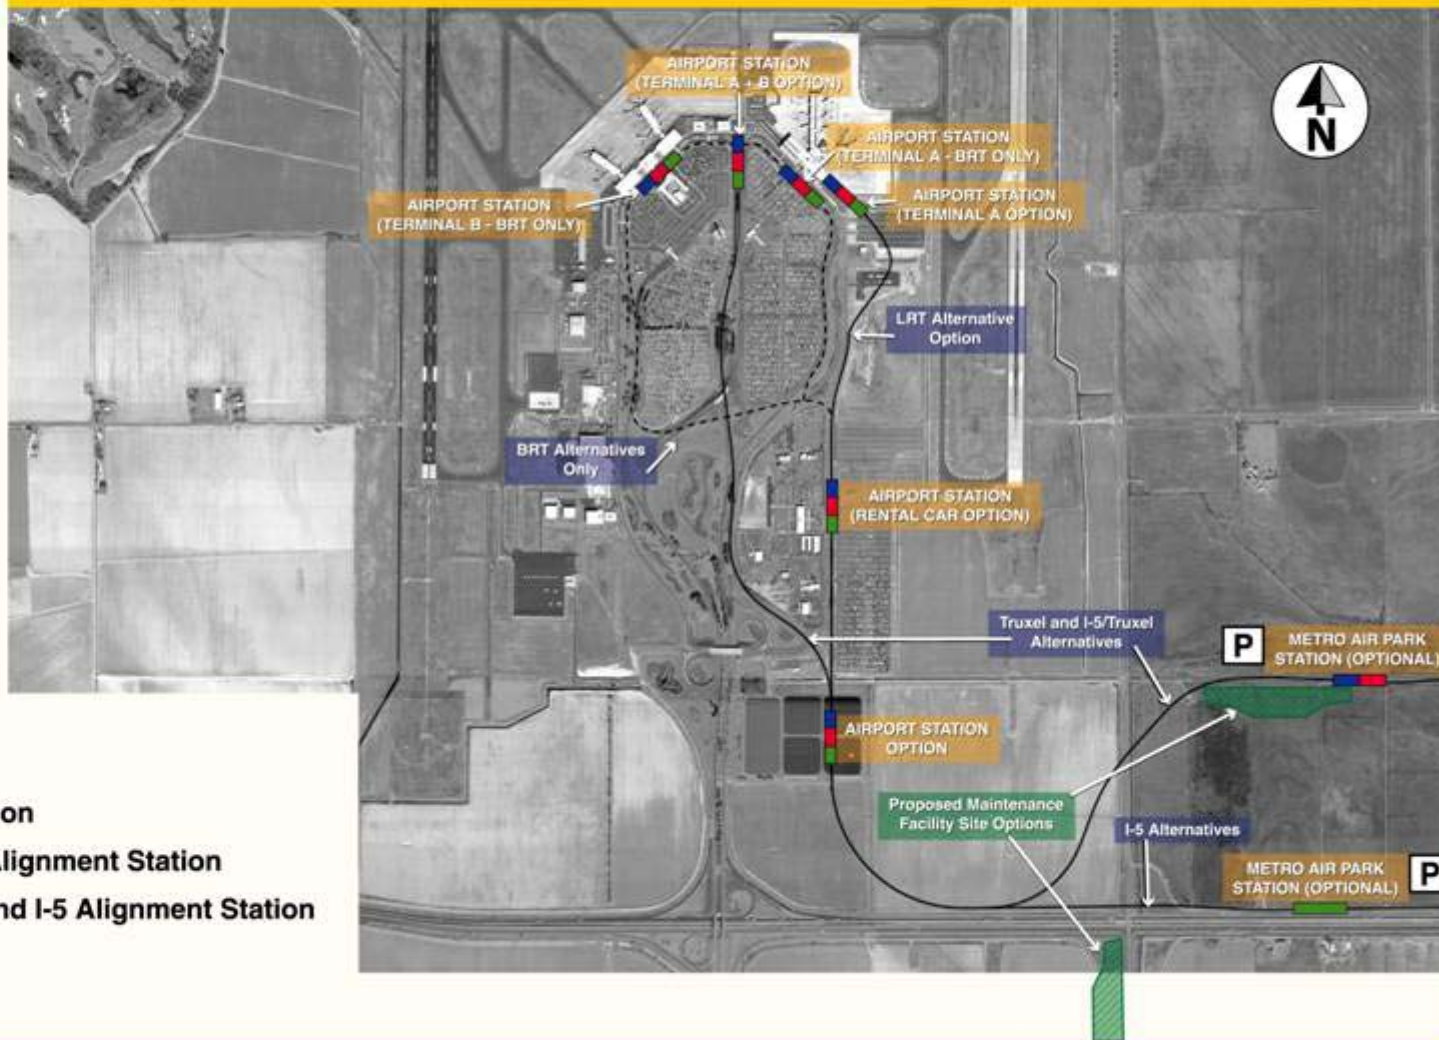 AIRPORT STATION
(TERMINAL A + B OPTION)
AIRPORT STATION
(TERMINAL A - BRT ONLY)
AIRPORT STATION
(TERMINAL B - BRT ONLY)
AIRPORT STATION
(TERMINAL A OPTION)
N
LRT Alternative
Option
BRT Alternatives
Only
AIRPORT STATION
(RENTAL CAR OPTION)
Truxel and I-5/Truxel
Alternatives
P
METRO AIR PARK
STATION (OPTIONAL)
AIRPORT STATION
OPTION
Proposed Maintenance
Facility Site Options
I-5 Alternatives
METRO AIR PARK
STATION (OPTIONAL)
P
on
Alignment Station
nd I-5 Alignment Station